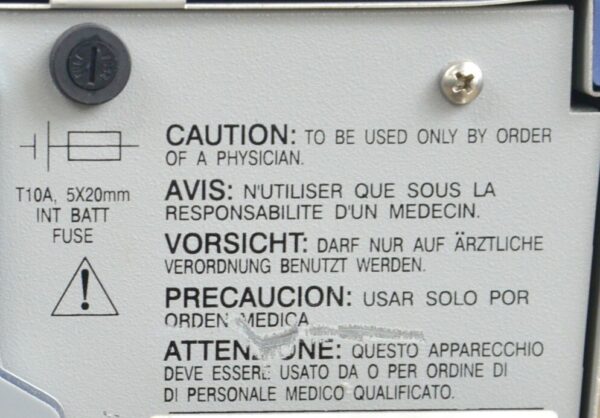 T10A, 5X20mm
INT BATT
FUSE
CAUTION: TO BE USED ONLY BY ORDER
OF A PHYSICIAN.
AVIS: N'UTILISER QUE SOUS LA
RESPONSABILITE D'UN MEDECIN.
VORSICHT: DARF NUR AUF ÄRZTLICHE
VERORDNUNG BENUTZT WERDEN.
PRECAUCION: USAR SOLO POR
ORDEN MEDICA
ATTENZIONE: QUESTO APPARECCHIO
DEVE ESSERE USATO DA O PER ORDINE DI
DI PERSONALE MEDICO QUALIFICATO.